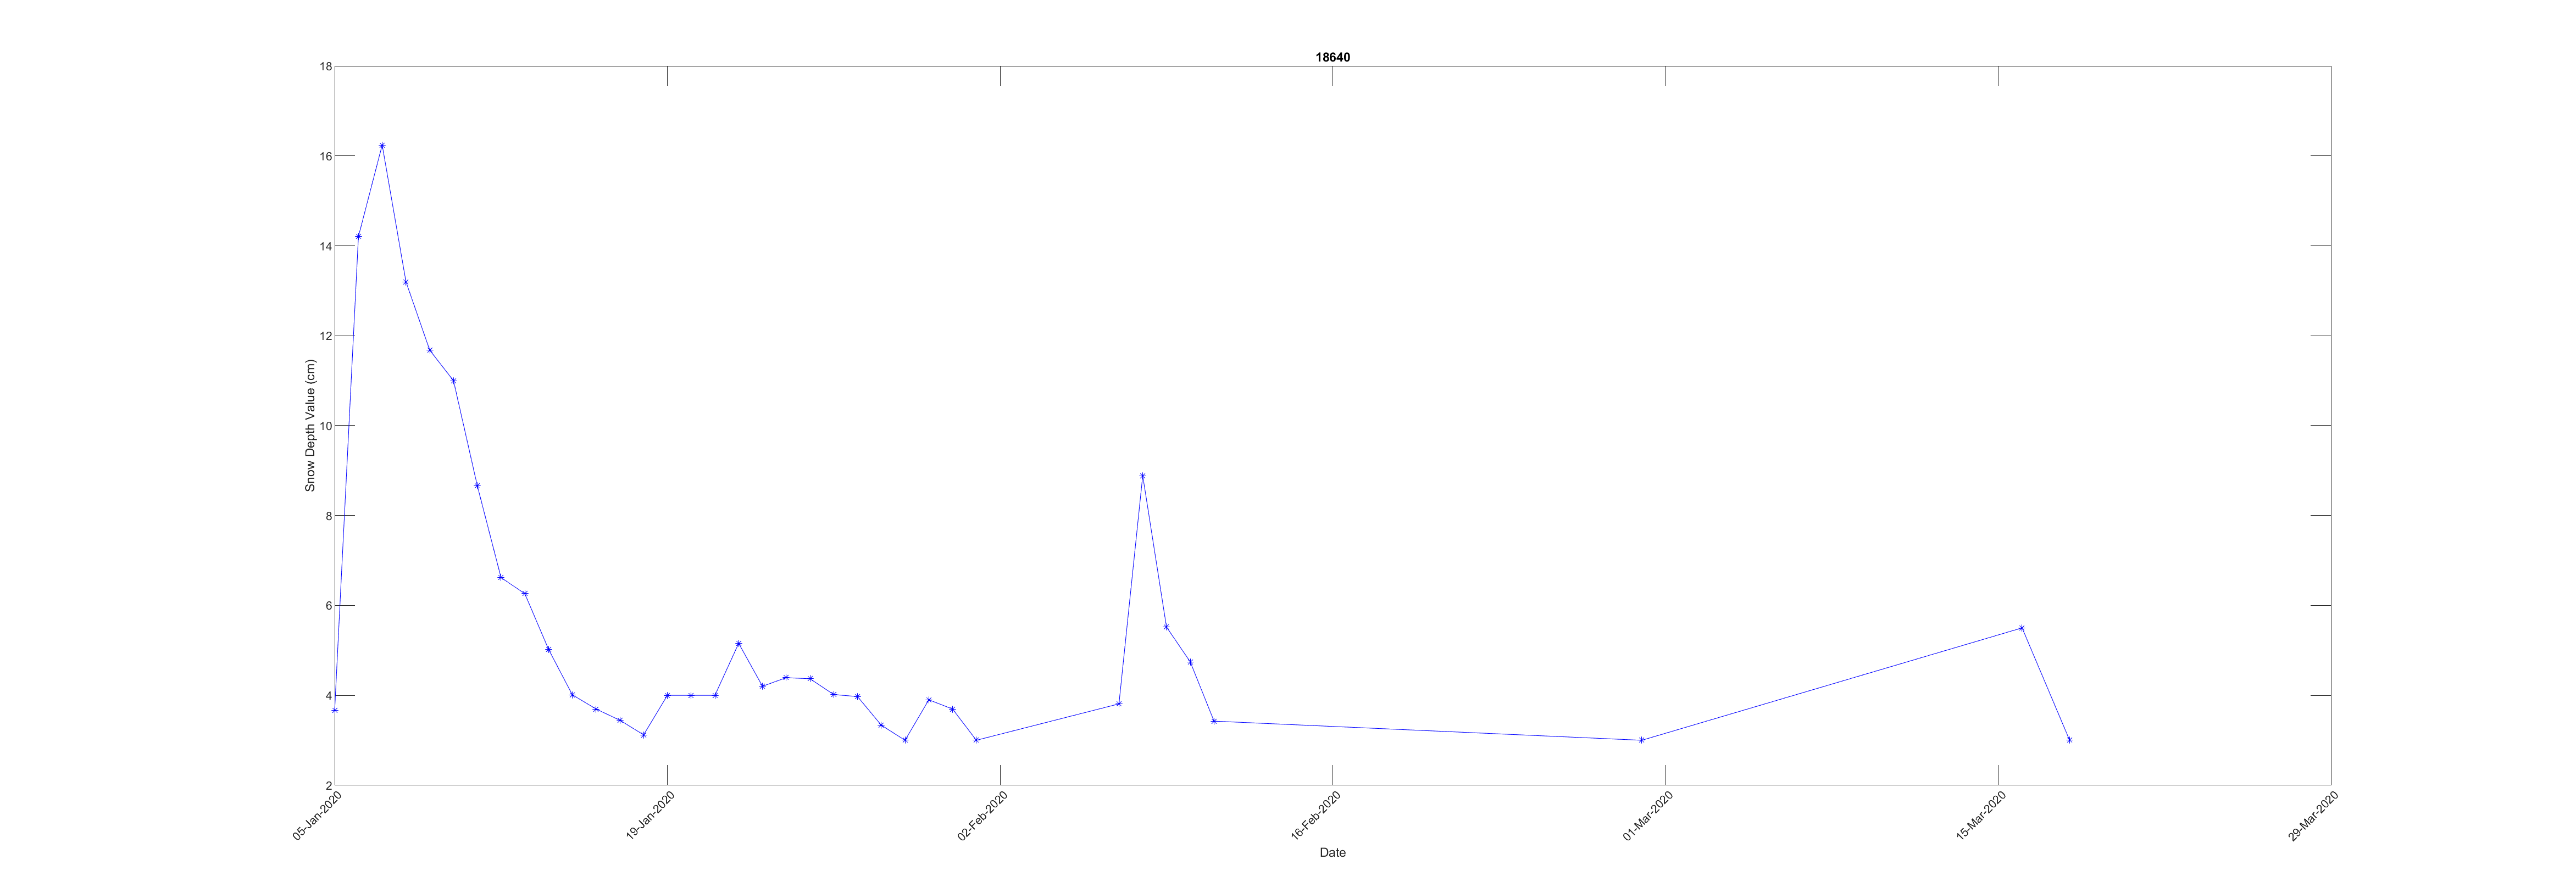 18640
18
16
14
12
10
8
6
4
2
Snow Depth Value (cm)
05-Jan-2020
19-Jan-2020
02-Feb-2020
16-Feb-2020
01-Mar-2020
15-Mar-2020
29-Mar-2020
Date